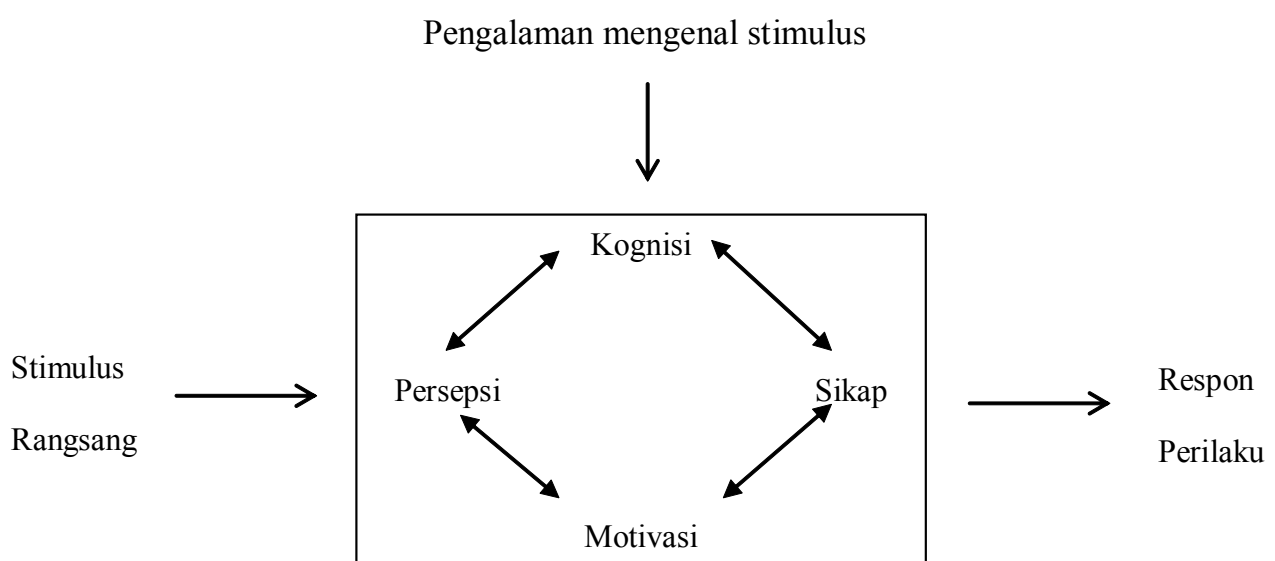 Pengalaman mengenal stimulus
Kognisi
Stimulus
Rangsang
Persepsi
Sikap
Respon
Perilaku
Motivasi